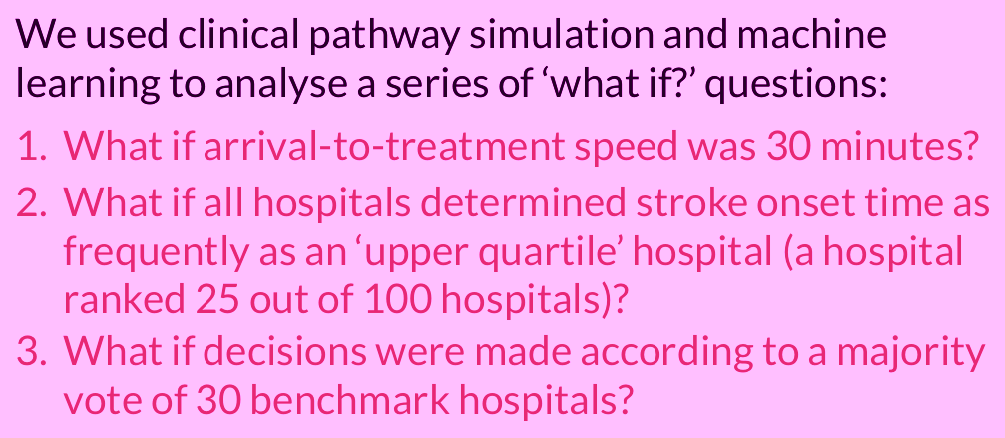 We used clinical pathway simulation and machine
learning to analyse a series of ‘what if?’ questions:
1. What if arrival-to-treatment speed was 30 minutes?
2. What if all hospitals determined stroke onset time as
frequently as an ‘upper quartile’ hospital (a hospital
ranked 25 out of 100 hospitals)?
3. What if decisions were made according to a majority
vote of 30 benchmark hospitals?